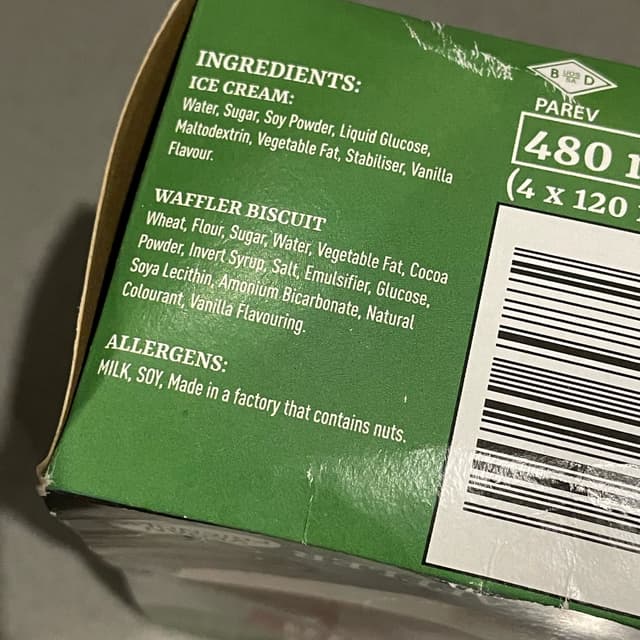 INGREDIENTS:
ICE CREAM:
Water, Sugar, Soy Powder, Liquid Glucose,
Maltodextrin, Vegetable Fat, Stabiliser, Vanilla
Flavour.
WAFFLER BISCUIT
Wheat, Flour, Sugar, Water, Vegetable Fat, Cocoa
Powder, Invert Syrup, Salt, Emulsifier, Glucose,
Soya Lecithin, Amonium Bicarbonate, Natural
Colourant, Vanilla Flavouring.
ALLERGENS:
MILK, SOY, Made in a factory that contains nuts.
B D
PAREV
480
(4 x 120